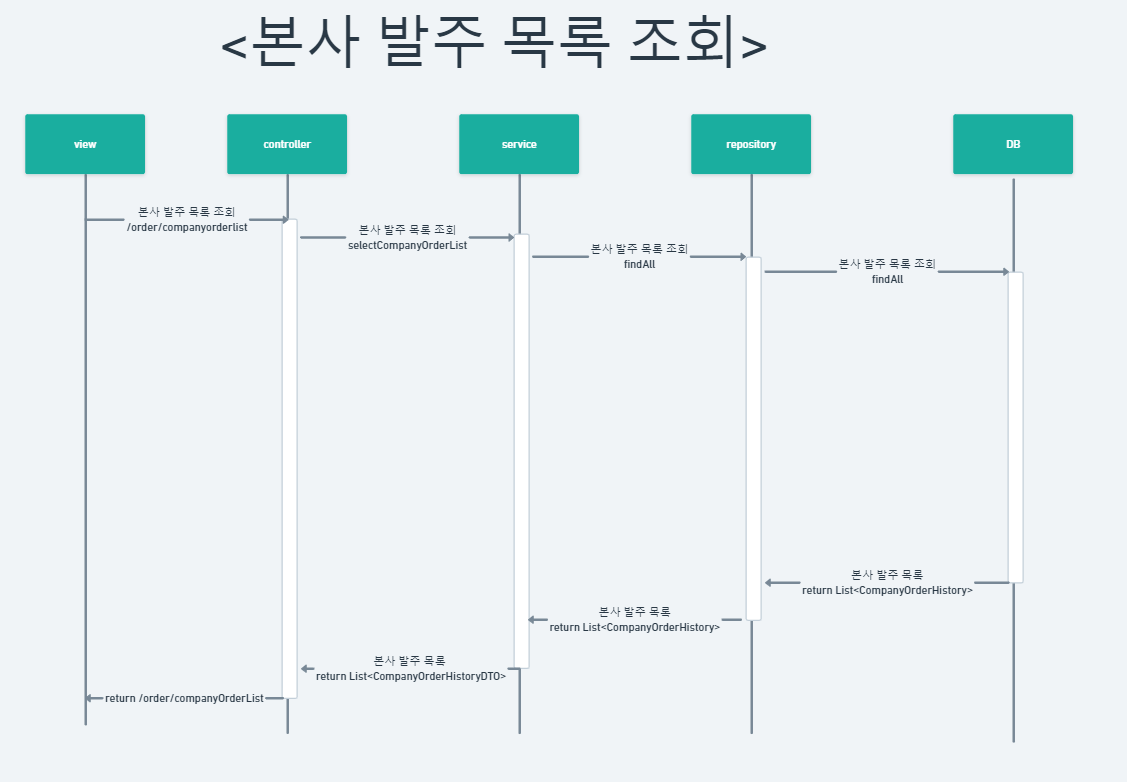 <본사 발주 목록 조회>
view
controller
service
repository
DB
본사 발주 목록 조회
/order/companyorderlist
본사 발주 목록 조회
selectCompanyOrderList
본사 발주 목록 조회
findAll
본사 발주 목록 조회
findAll
본사 발주 목록
return List<CompanyOrderHistory>
본사 발주 목록
return List<CompanyOrderHistory>
본사 발주 목록
return List<CompanyOrderHistoryDTO>
return /order/companyOrderList